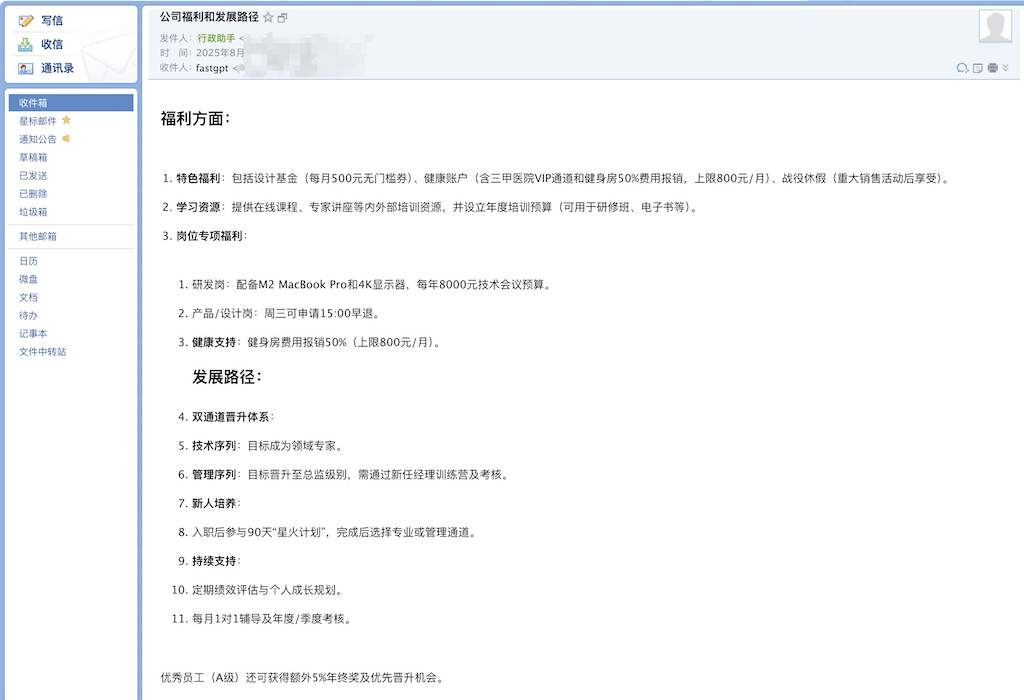 写信
收信
通讯录
收件箱
星标邮件
通知公告
草稿箱
已发送
已删除
垃圾箱
其他邮箱
日历
微盘
文档
待办
记事本
文件中转站
公司福利和发展路径
发件人：行政助手 <
时　间：2025年8月
收件人：fastgpt <
福利方面：
1. 特色福利：包括设计基金（每月500元无门槛券）、健康账户（含三甲医院VIP通道和健身房50%费用报销，上限800元/月）、战役休假（重大销售活动后享受）。
2. 学习资源：提供在线课程、专家讲座等内外部培训资源，并设立年度培训预算（可用于研修班、电子书等）。
3. 岗位专项福利：
1. 研发岗：配备M2 MacBook Pro和4K显示器，每年8000元技术会议预算。
2. 产品/设计岗：周三可申请15:00早退。
3. 健康支持：健身房费用报销50%（上限800元/月）。
发展路径：
4. 双通道晋升体系：
5. 技术序列：目标成为领域专家。
6. 管理序列：目标晋升至总监级别，需通过新任经理训练营及考核。
7. 新人培养：
8. 入职后参与90天“星火计划”，完成后选择专业或管理通道。
9. 持续支持：
10. 定期绩效评估与个人成长规划。
11. 每月1对1辅导及年度/季度考核。
优秀员工（A级）还可获得额外5%年终奖及优先晋升机会。